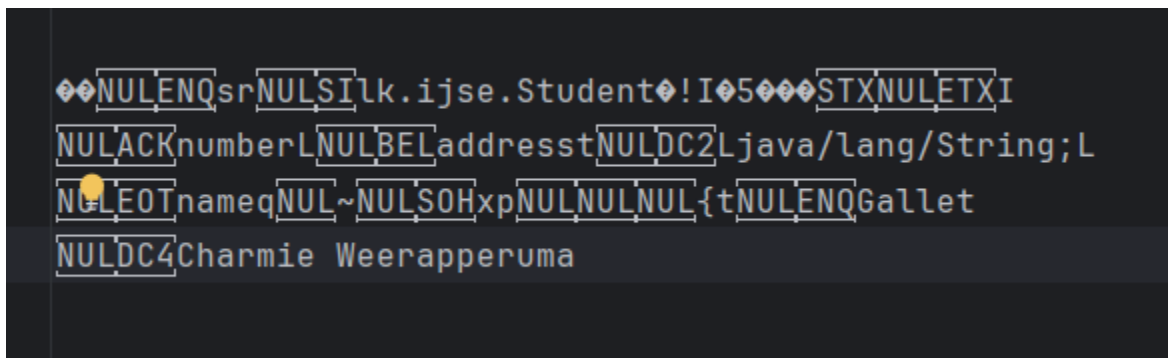 ��NULENQsrNULSIlk.ijse.Student�!I�5���STXNULETXI
NULACKnumberLNULBELaddresstNULDC2Ljava/lang/String;L
NULEOTnameqNUL~NULSOHxpNULNULNUL{tNULENQGallet
NULDC4Charmie Weerapperuma